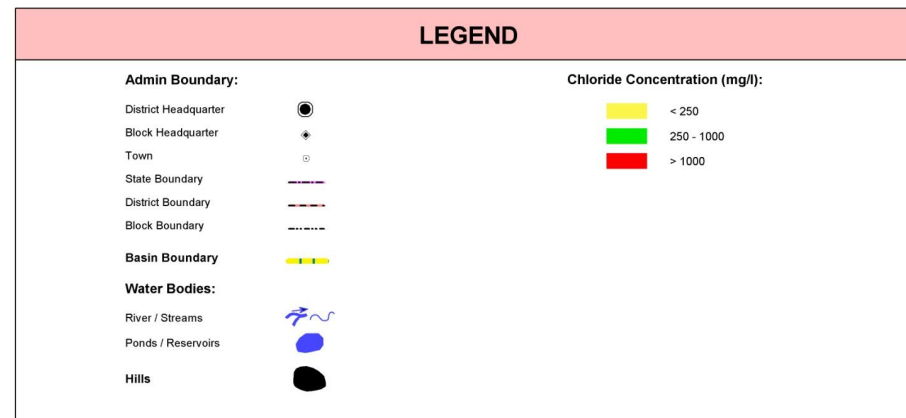 LEGEND
Admin Boundary:
District Headquarter
Block Headquarter
Town
State Boundary
District Boundary
Block Boundary
Basin Boundary
Water Bodies:
River / Streams
Ponds / Reservoirs
Hills
Chloride Concentration (mg/l):
< 250
250 - 1000
> 1000